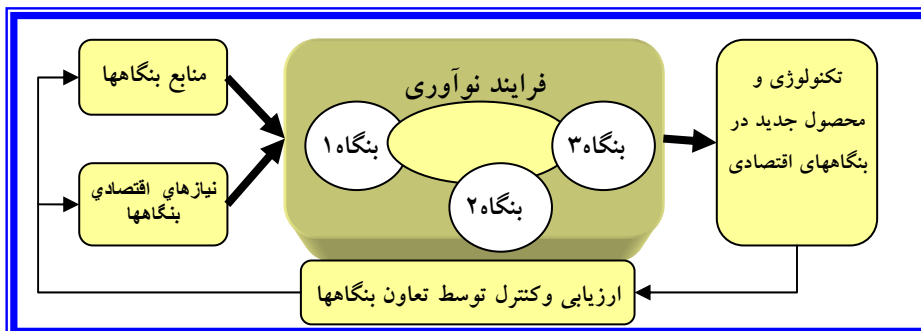 منابع بنگاهها
نیازهاي اقتصادي
بنگاهها
فرایند نوآوری
بنگاه۱
بنگاه۲
بنگاه۳
تکنولوژی و
محصول جدید در
بنگاههای اقتصادی
ارزیابی وکنترل توسط تعاون بنگاهها